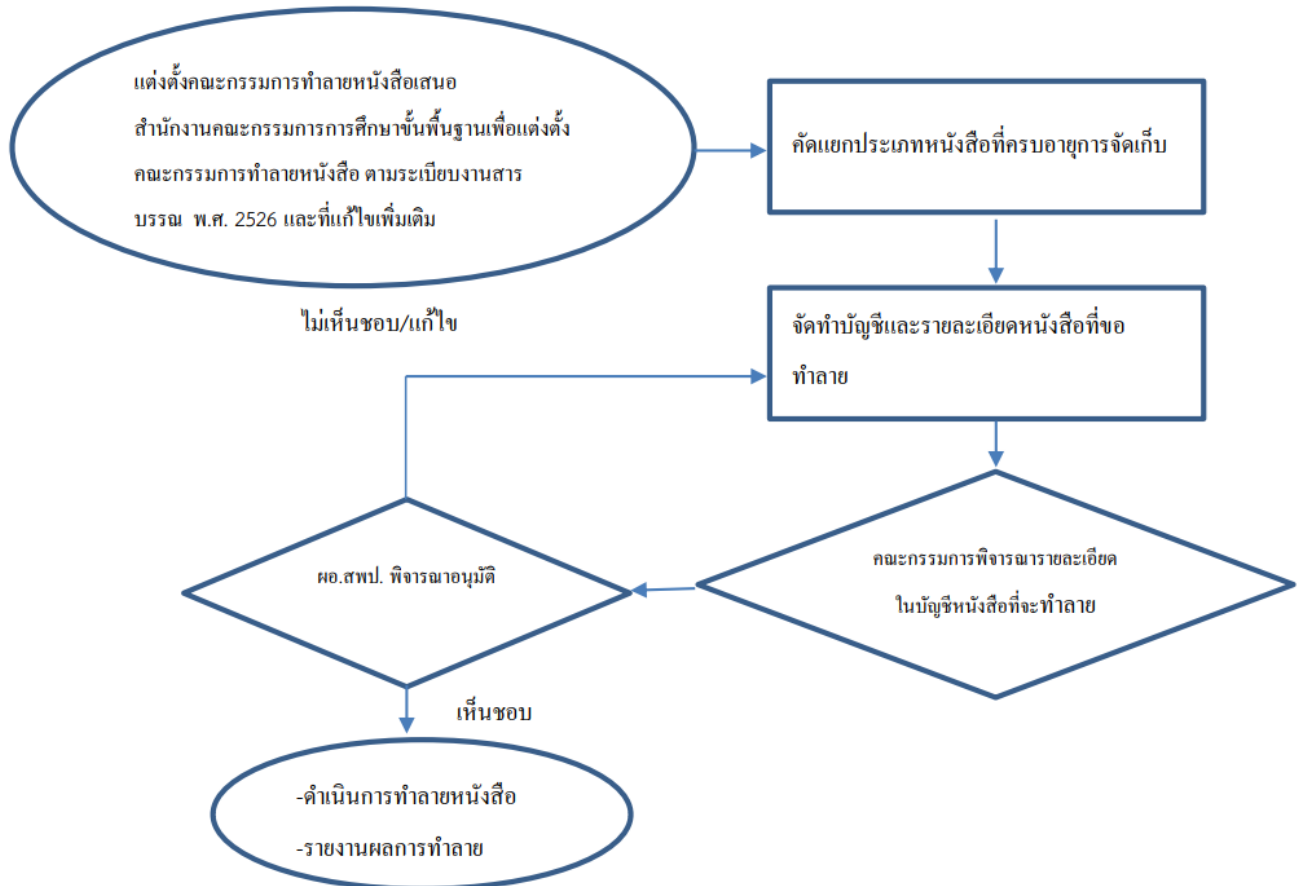 แต่งตั้งคณะกรรมการทำลายหนังสือเสนอ
สำนักงานคณะกรรมการการศึกษาขั้นพื้นฐานเพื่อแต่งตั้ง
คณะกรรมการทำลายหนังสือ ตามระเบียบงานสาร
บรรณ พ.ศ. 2526 และที่แก้ไขเพิ่มเติม
คัดแยกประเภทหนังสือที่ครบอายุการจัดเก็บ
ไม่เห็นชอบ/แก้ไข
จัดทำบัญชีและรายละเอียดหนังสือที่ขอ
ทำลาย
คณะกรรมการพิจารณารายละเอียด
ในบัญชีหนังสือที่จะทำลาย
ผอ.สพป. พิจารณาอนุมัติ
เห็นชอบ
-ดำเนินการทำลายหนังสือ
-รายงานผลการทำลาย